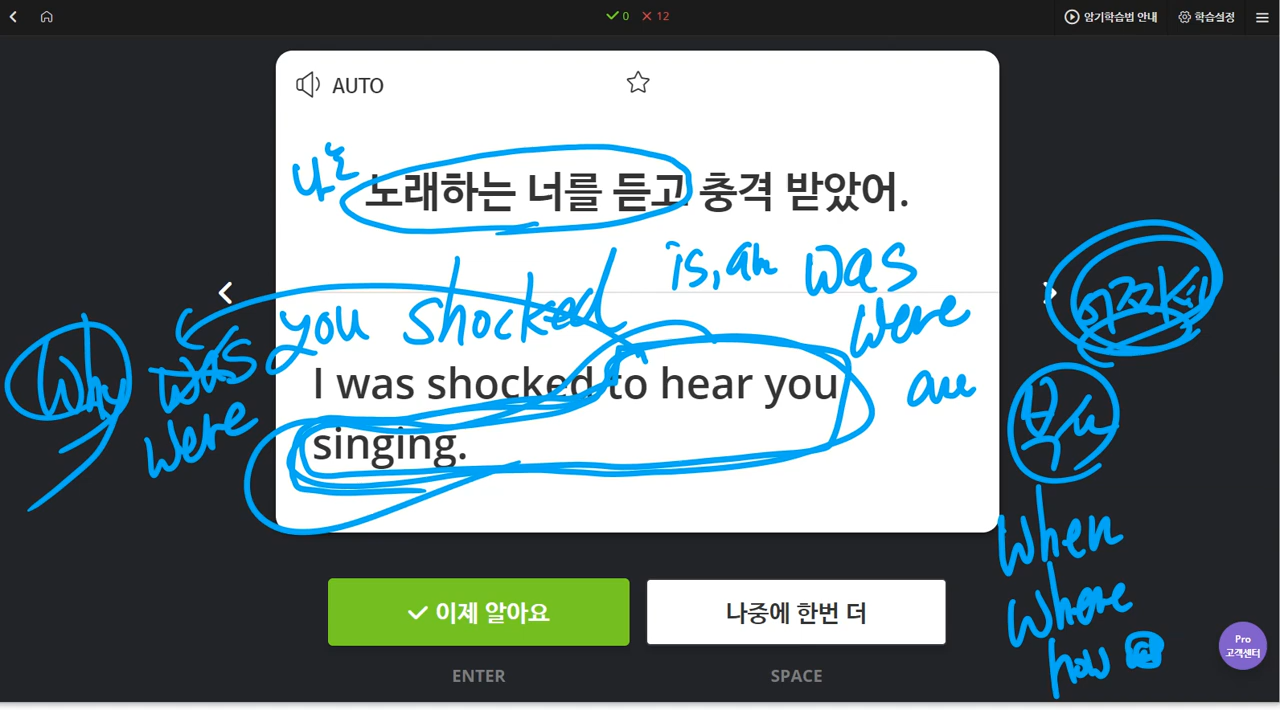 0 12 암기학습법 안내 학습설정
AUTO
나는
노래하는 너를 듣고 충격 받았어.
is, am was
were
are
you shocked
Why was
were
I was shocked to hear you
singing.
부사
when
where
how
이제 알아요
나중에 한번 더
ENTER
SPACE
Pro
고객센터